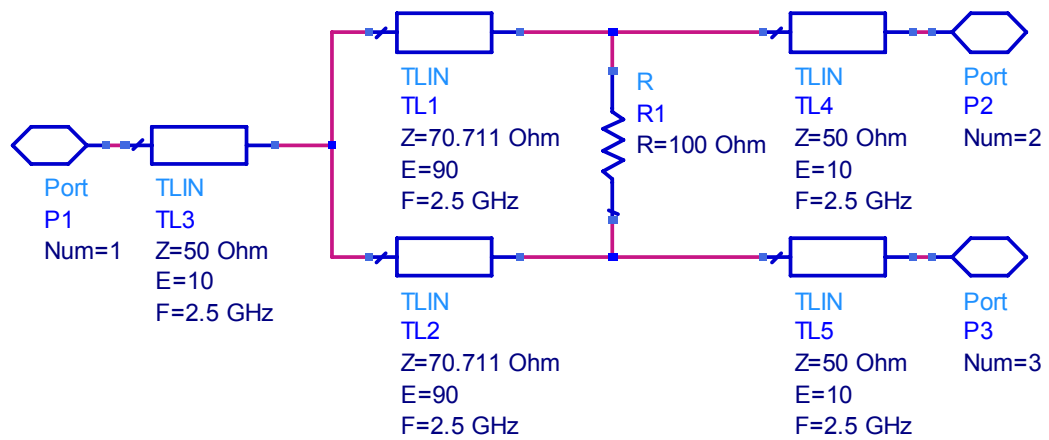 TLIN
TL1
Z=70.711 Ohm
E=90
F=2.5 GHz
R
R1
R=100 Ohm
TLIN
TL4
Z=50 Ohm
E=10
F=2.5 GHz
Port
P2
Num=2
Port
P1
Num=1
TLIN
TL3
Z=50 Ohm
E=10
F=2.5 GHz
TLIN
TL2
Z=70.711 Ohm
E=90
F=2.5 GHz
TLIN
TL5
Z=50 Ohm
E=10
F=2.5 GHz
Port
P3
Num=3